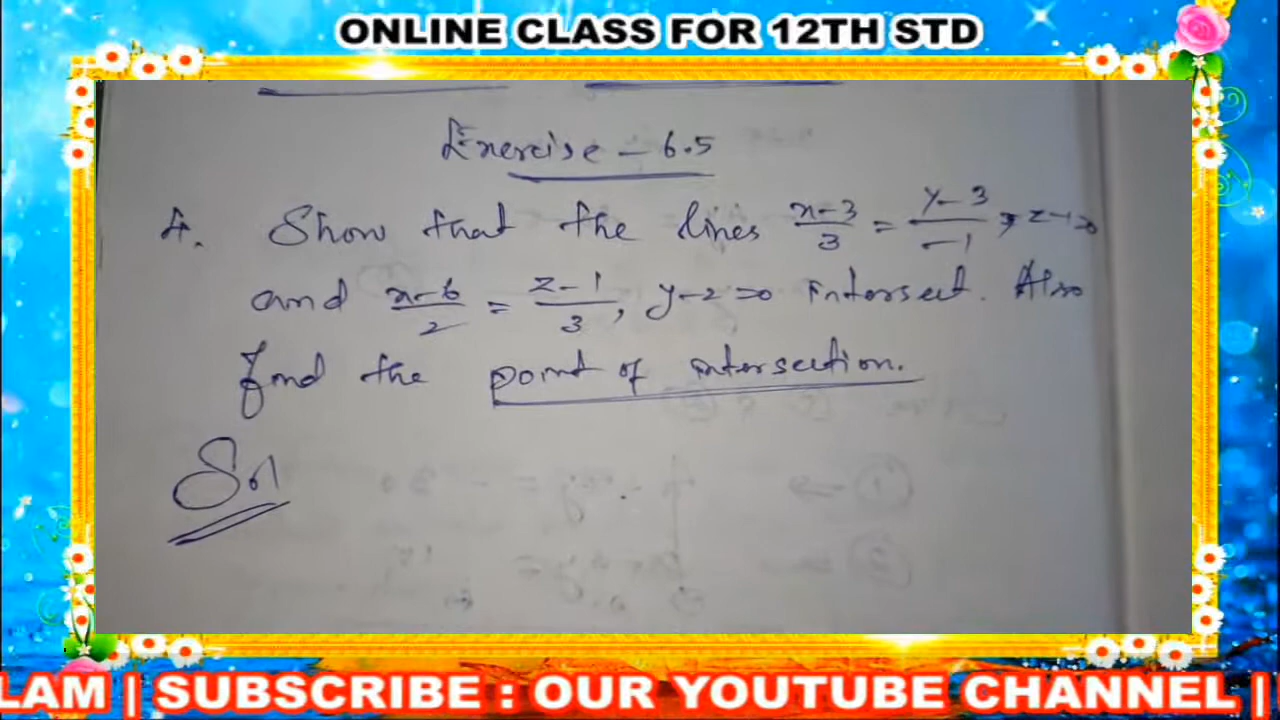 ONLINE CLASS FOR 12TH STD
Exercise - 6.5
4. Show that the lines x-3/3 = y-3/-1, z-1=0
and x-6/2 = z-1/3, y-2=0 intersect. Also
find the point of intersection.
Sol
LAM | SUBSCRIBE : OUR YOUTUBE CHANNEL |